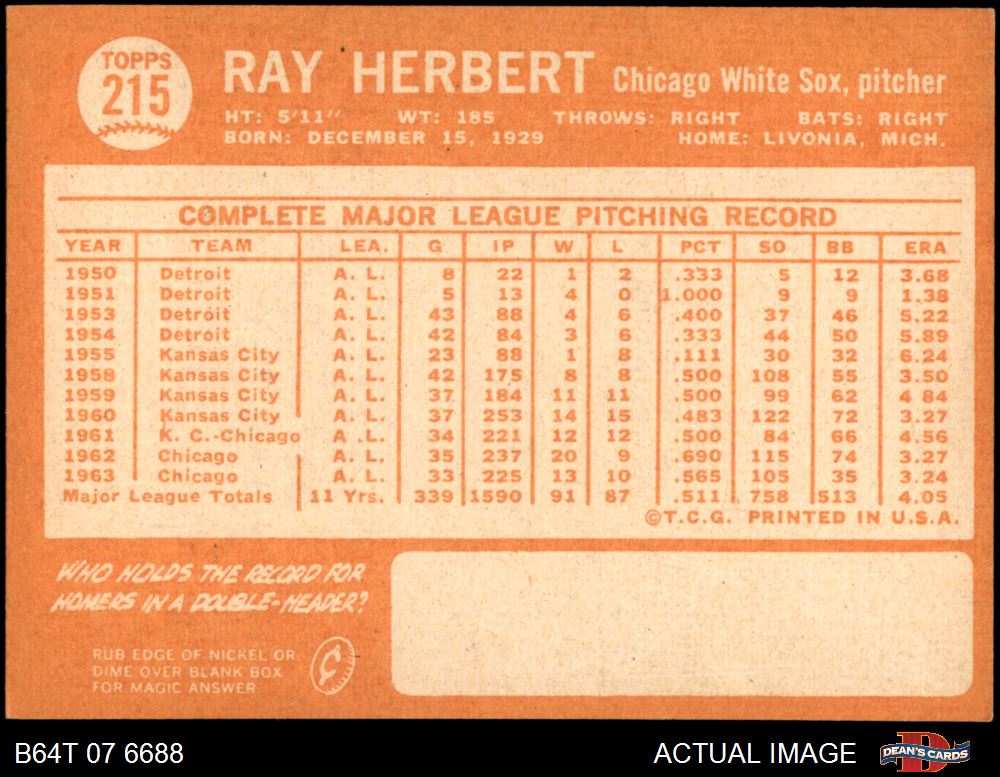 TOPPS
215
RAY HERBERT Chicago White Sox, pitcher
HT: 5'11" WT: 185 THROWS: RIGHT BATS: RIGHT
BORN: DECEMBER 15, 1929 HOME: LIVONIA, MICH.
COMPLETE MAJOR LEAGUE PITCHING RECORD
YEAR TEAM LEA. G IP W L PCT SO BB ERA
1950 Detroit A. L. 8 22 1 2 .333 5 12 3.68
1951 Detroit A. L. 5 13 4 0 1.000 9 9 1.38
1953 Detroit A. L. 43 88 4 6 .400 37 46 5.22
1954 Detroit A. L. 42 84 3 6 .333 44 50 5.89
1955 Kansas City A. L. 23 88 1 8 .111 30 32 6.24
1958 Kansas City A. L. 42 175 8 8 .500 108 55 3.50
1959 Kansas City A. L. 37 184 11 11 .500 99 62 4 84
1960 Kansas City A. L. 37 253 14 15 .483 122 72 3.27
1961 K. C.-Chicago A .L. 34 221 12 12 .500 84 66 4.56
1962 Chicago A. L. 35 237 20 9 .690 115 74 3.27
1963 Chicago A. L. 33 225 13 10 .565 105 35 3.24
Major League Totals 11 Yrs. 339 1590 91 87 .511 758 513 4.05
©T.C.G. PRINTED IN U.S.A.
WHO HOLDS THE RECORD FOR
HOMERS IN A DOUBLE-HEADER?
RUB EDGE OF NICKEL OR
DIME OVER BLANK BOX
FOR MAGIC ANSWER
¢
B64T 07 6688 ACTUAL IMAGE DEAN'S CARDS